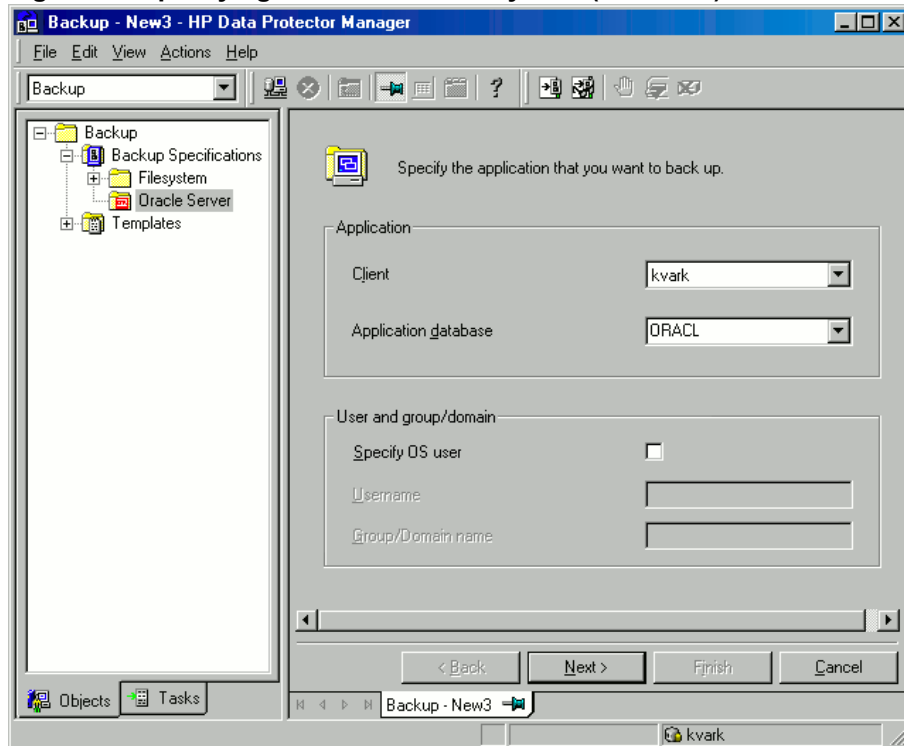 Backup - New3 - HP Data Protector Manager
File Edit View Actions Help
Backup
?
Backup
Backup Specifications
Filesystem
Oracle Server
Templates
Specify the application that you want to back up.
Application
Client
kvark
Application database
ORACL
User and group/domain
Specify OS user
Username
Group/Domain name
< Back
Next >
Finish
Cancel
Objects
Tasks
Backup - New3
kvark